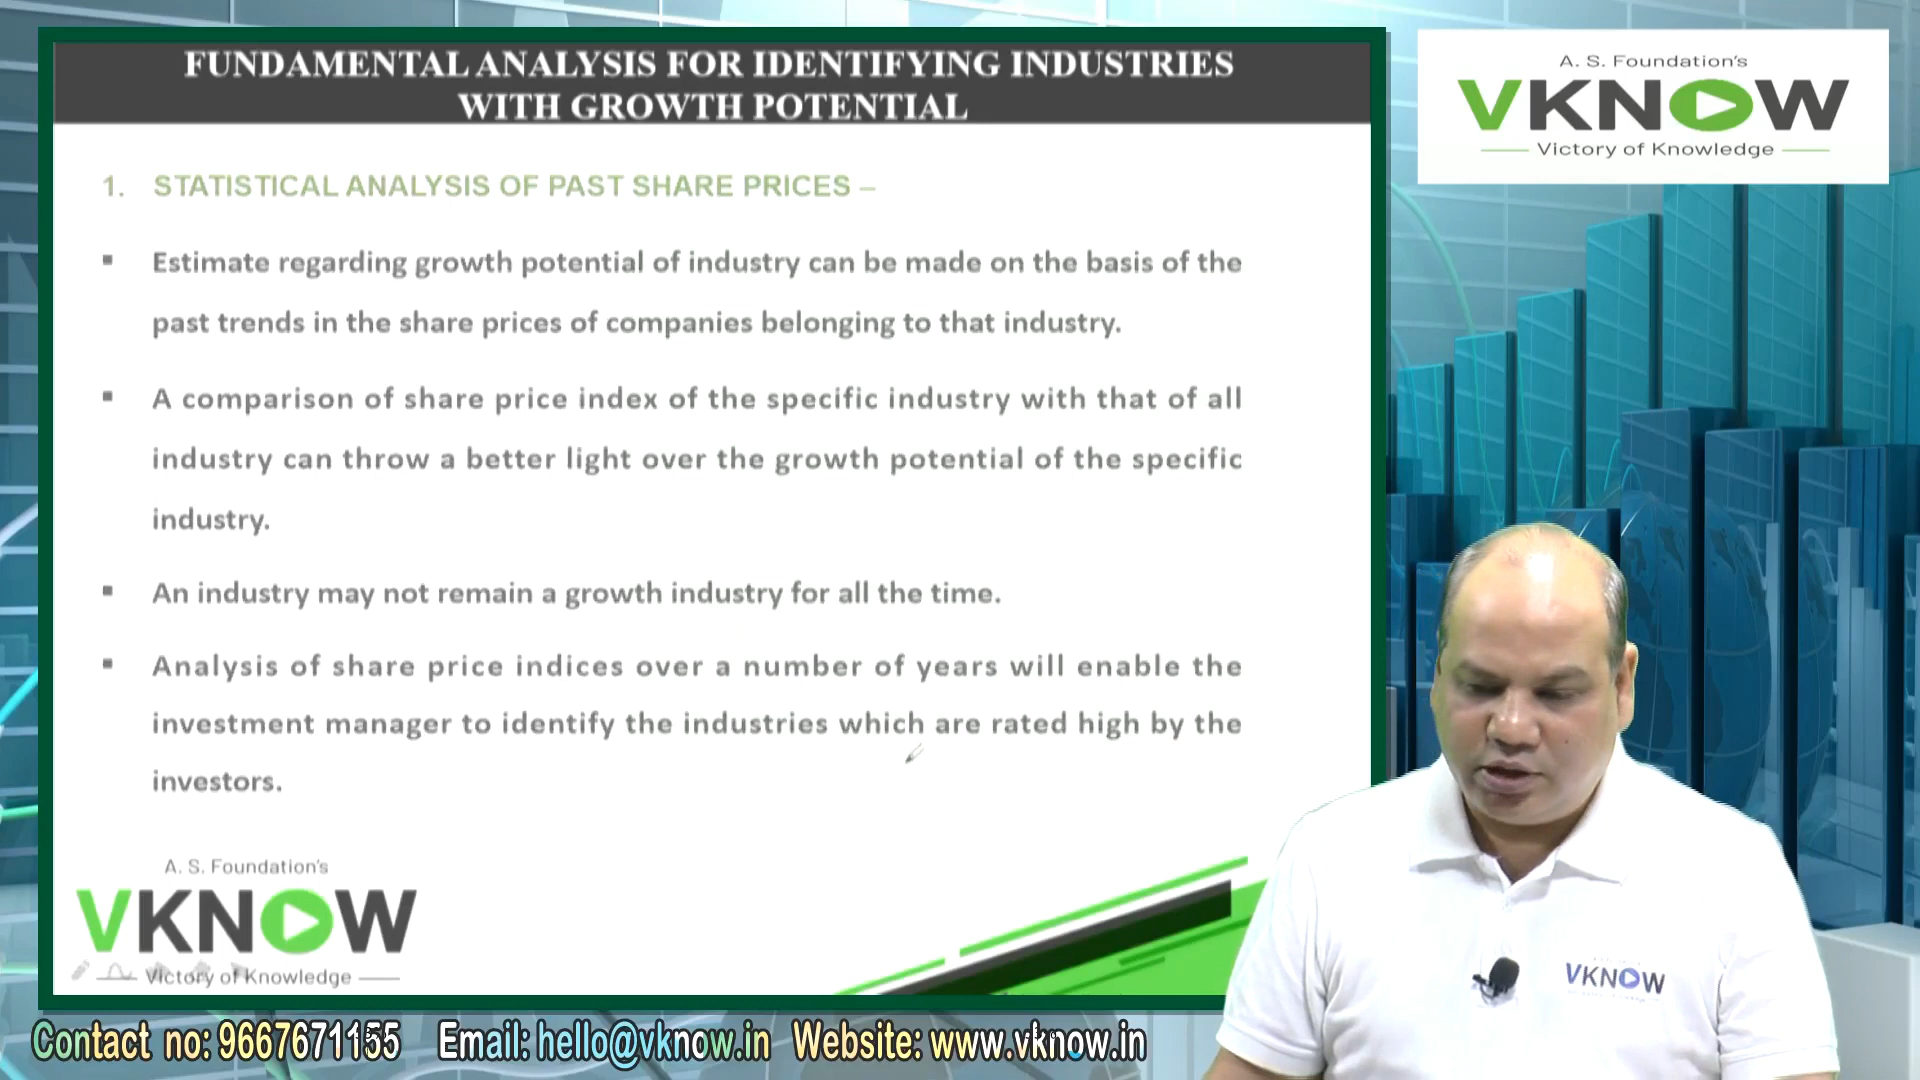 FUNDAMENTAL ANALYSIS FOR IDENTIFYING INDUSTRIES
WITH GROWTH POTENTIAL
A. S. Foundation's
VKNOW
Victory of Knowledge
1. STATISTICAL ANALYSIS OF PAST SHARE PRICES –
▪ Estimate regarding growth potential of industry can be made on the basis of the
past trends in the share prices of companies belonging to that industry.
▪ A comparison of share price index of the specific industry with that of all
industry can throw a better light over the growth potential of the specific
industry.
▪ An industry may not remain a growth industry for all the time.
▪ Analysis of share price indices over a number of years will enable the
investment manager to identify the industries which are rated high by the
investors.
A. S. Foundation's
VKNOW
Victory of Knowledge
VKNOW
Contact no: 9667671155 Email: hello@vknow.in Website: www.vknow.in